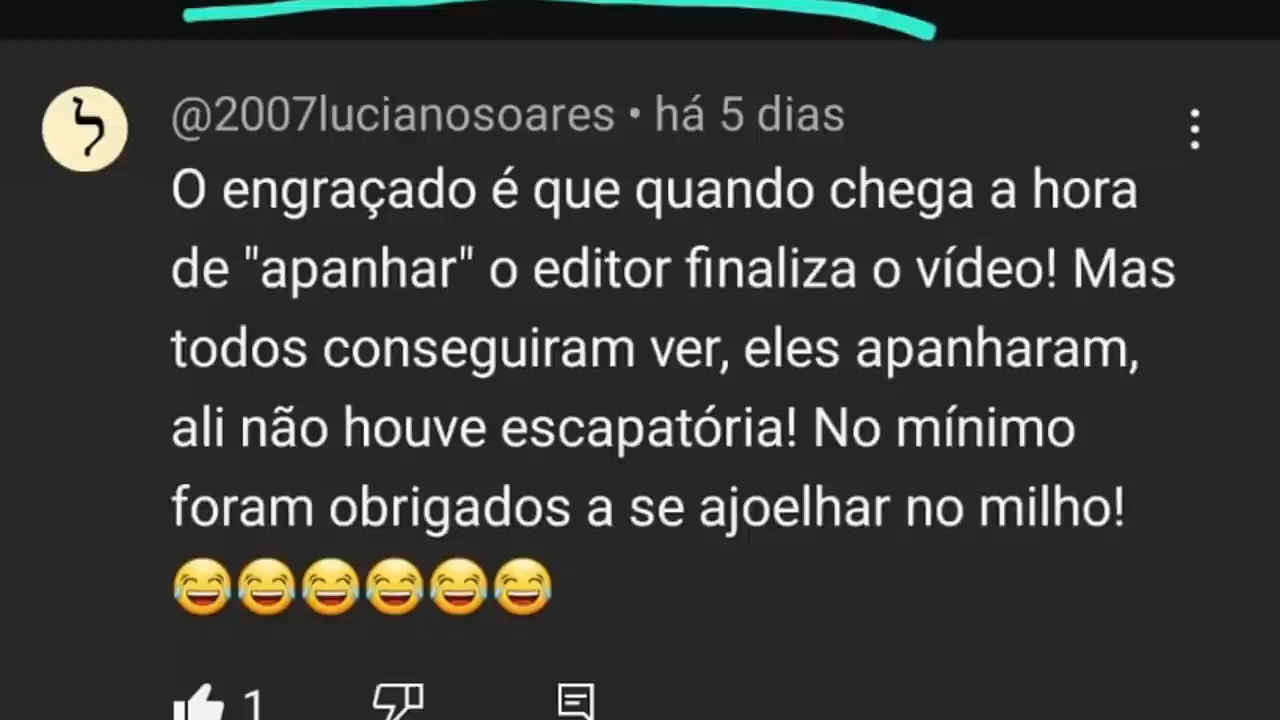 @2007lucianosoares • há 5 dias
O engraçado é que quando chega a hora
de "apanhar" o editor finaliza o vídeo! Mas
todos conseguiram ver, eles apanharam,
ali não houve escapatória! No mínimo
foram obrigados a se ajoelhar no milho!
😂😂😂😂😂😂
1